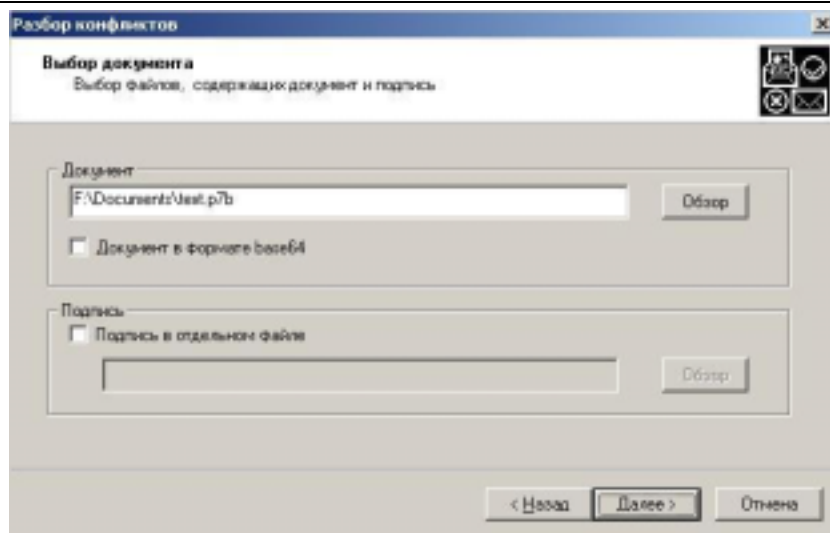 Разбор конфликтов
Выбор документа
Выбор файлов, содержащих документ и подпись
Документ
F:\Documents\test.p7b
Обзор
Документ в формате base64
Подпись
Подпись в отдельном файле
Обзор
< Назад
Далее >
Отмена